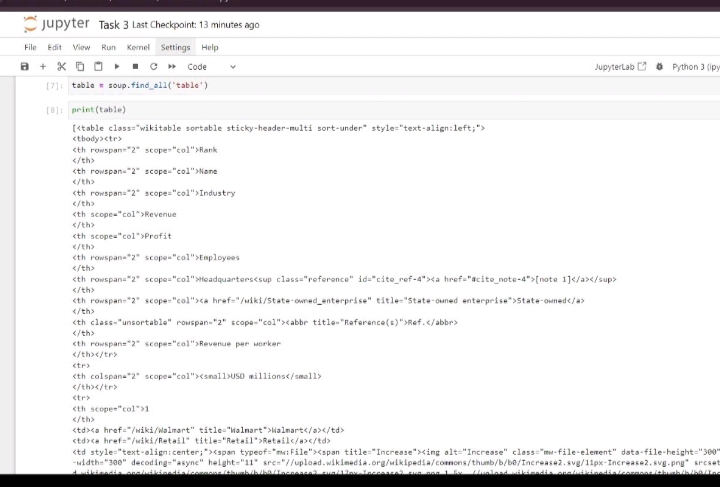 jupyter Task 3 Last Checkpoint: 13 minutes ago
File Edit View Run Kernel Settings Help
Code JupyterLab Python 3 (ipy
[7]: table = soup.find_all('table')
[8]: print(table)
[<table class="wikitable sortable sticky-header-multi sort-under" style="text-align:left;">
<tbody><tr>
<th rowspan="2" scope="col">Rank
</th>
<th rowspan="2" scope="col">Name
</th>
<th rowspan="2" scope="col">Industry
</th>
<th scope="col">Revenue
</th>
<th scope="col">Profit
</th>
<th rowspan="2" scope="col">Employees
</th>
<th rowspan="2" scope="col">Headquarters<sup class="reference" id="cite_ref-4"><a href="#cite_note-4">[note 1]</a></sup>
</th>
<th rowspan="2" scope="col"><a href="/wiki/State-owned_enterprise" title="State-owned enterprise">State-owned</a>
</th>
<th class="unsortable" rowspan="2" scope="col"><abbr title="Reference(s)">Ref.</abbr>
</th>
<th rowspan="2" scope="col">Revenue per worker
</th></tr>
<tr>
<th colspan="2" scope="col"><small>USD millions</small>
</th></tr>
<tr>
<th scope="col">1
</th>
<td><a href="/wiki/Walmart" title="Walmart">Walmart</a></td>
<td><a href="/wiki/Retail" title="Retail">Retail</a></td>
<td style="text-align:center;"><span typeof="mw:File"><span title="Increase"><img alt="Increase" class="mw-file-element" data-file-height="300"
-width="300" decoding="async" height="11" src="//upload.wikimedia.org/wikipedia/commons/thumb/b/b0/Increase2.svg/11px-Increase2.svg.png" srcset